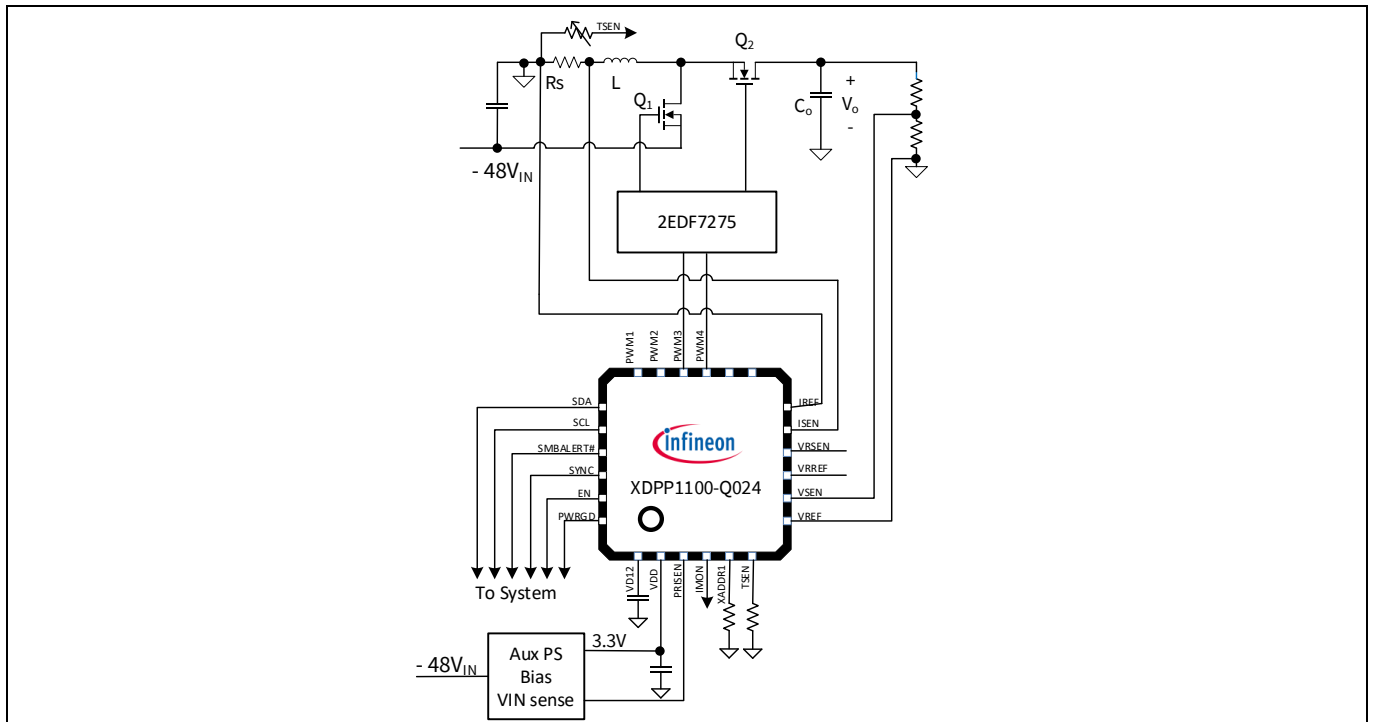 TSEN
Q2
Rs
L
Q1
Co
+
Vo
-
- 48VIN
2EDF7275
PWM1
PWM2
PWM3
PWM4
SDA
SCL
SMBALERT#
SYNC
EN
PWRGD
IREF
ISEN
VRSEN
VRREF
VSEN
VREF
infineon
XDPP1100-Q024
VD12
VDD
PRISEN
IMON
XADDR1
TSEN
To System
3.3V
- 48VIN
Aux PS
Bias
VIN sense